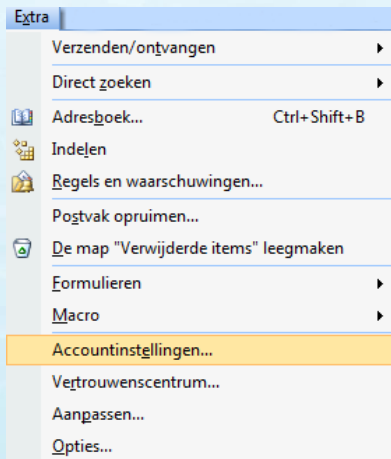 Extra
Verzenden/ontvangen
Direct zoeken
Adresboek... Ctrl+Shift+B
Indelen
Regels en waarschuwingen...
Postvak opruimen...
De map "Verwijderde items" leegmaken
Formulieren
Macro
Accountinstellingen...
Vertrouwenscentrum...
Aanpassen...
Opties...